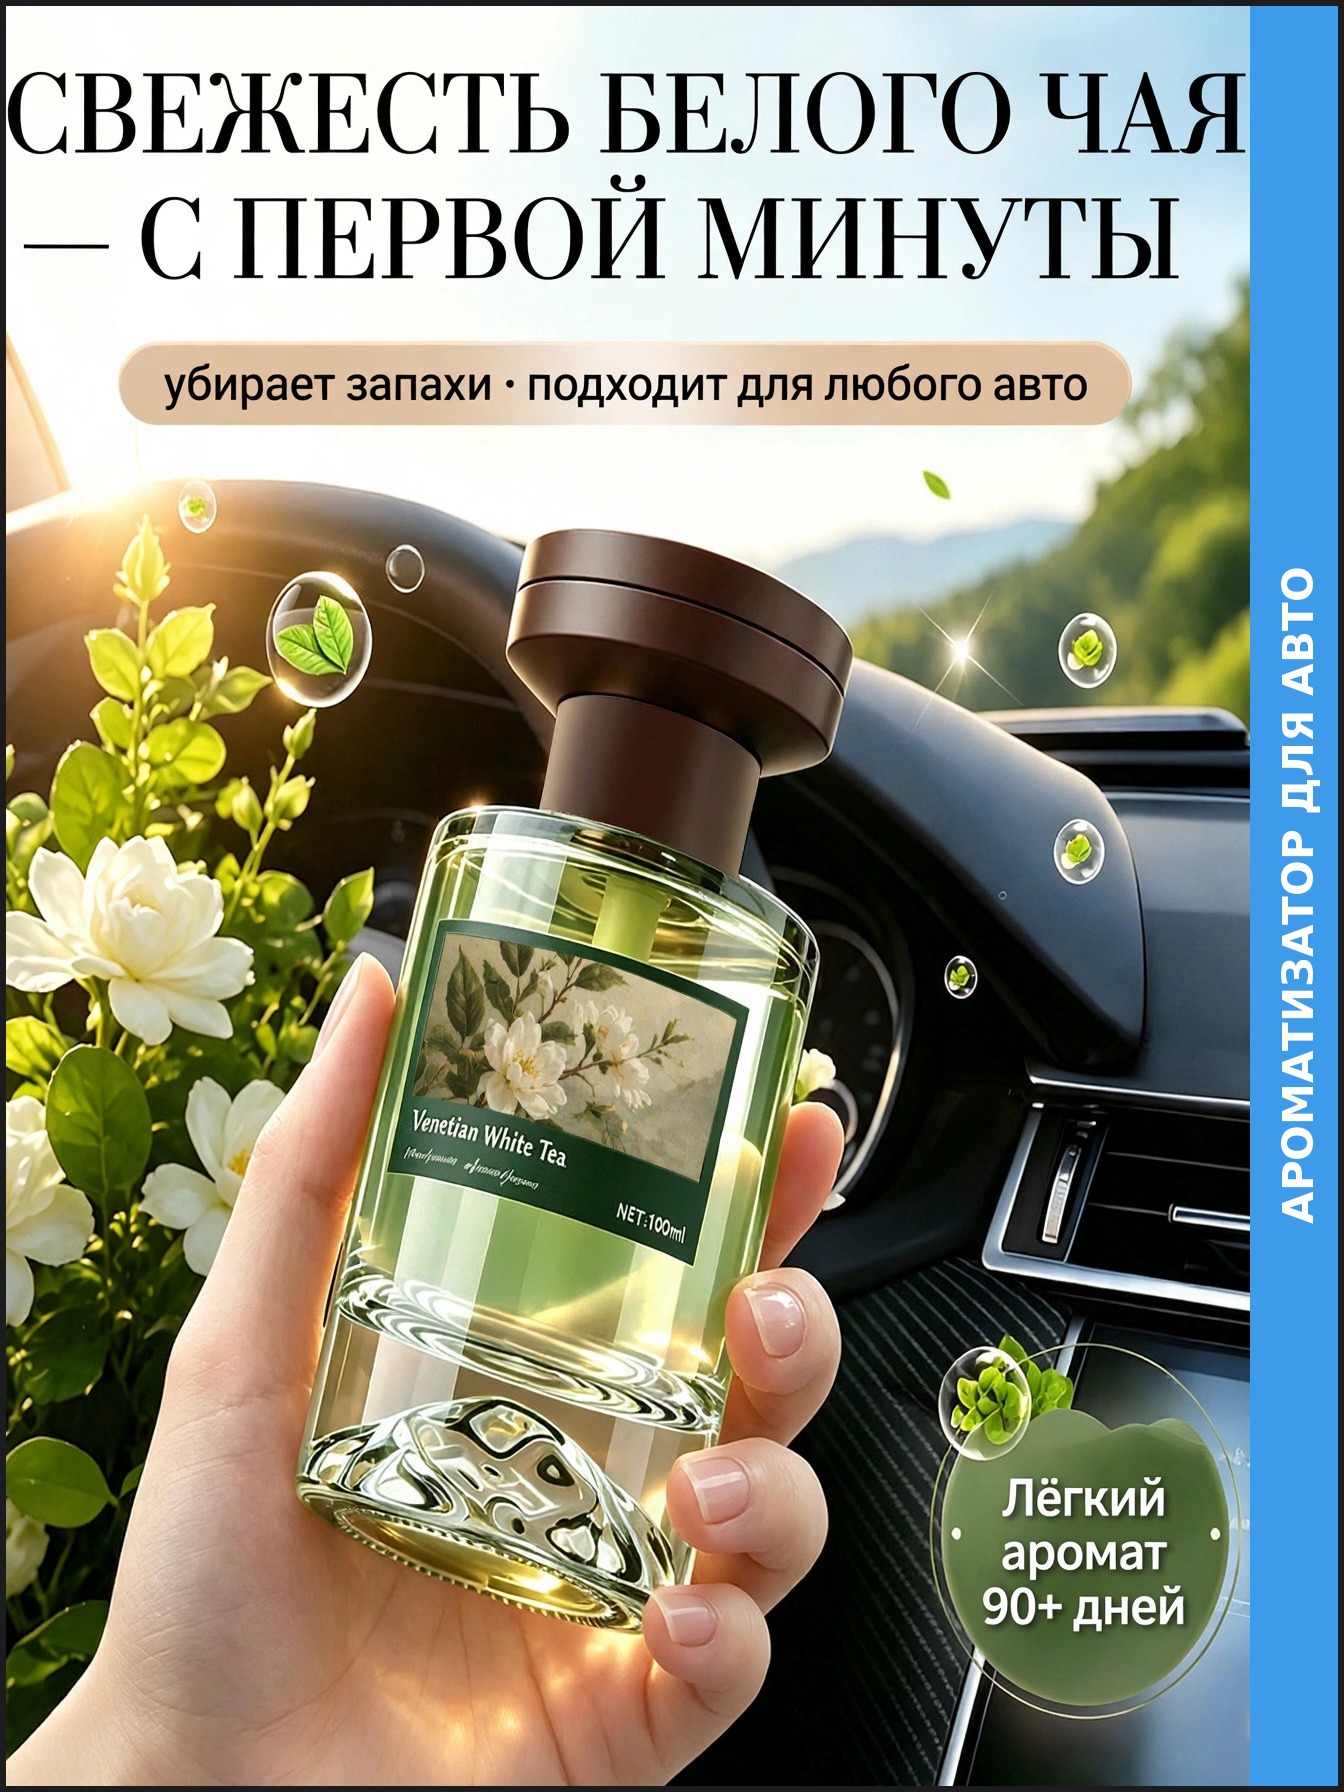 СВЕЖЕСТЬ БЕЛОГО ЧАЯ
— С ПЕРВОЙ МИНУТЫ
убирает запахи · подходит для любого авто
АРОМАТИЗАТОР ДЛЯ АВТО
Venetian White Tea
NET:100ml
Лёгкий
аромат
90+ дней